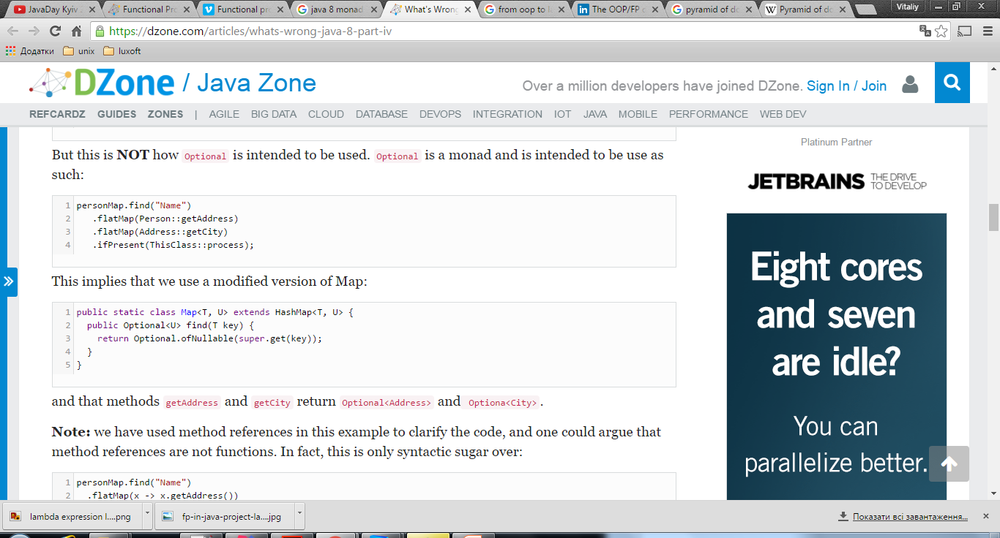 JavaDay Kyiv
Functional Pro
Functional pro
java 8 monad
What's Wrong
from oop to
The OOP/FP
pyramid of do
Pyramid of do
Vitaliy
https://dzone.com/articles/whats-wrong-java-8-part-iv
Додатки
unix
luxoft
DZone / Java Zone
Over a million developers have joined DZone. Sign In / Join
REFCARDZ GUIDES ZONES | AGILE BIG DATA CLOUD DATABASE DEVOPS INTEGRATION IOT JAVA MOBILE PERFORMANCE WEB DEV
But this is NOT how Optional is intended to be used. Optional is a monad and is intended to be use as
such:
1 personMap.find("Name")
2 .flatMap(Person::getAddress)
3 .flatMap(Address::getCity)
4 .ifPresent(ThisClass::process);
This implies that we use a modified version of Map:
1 public static class Map<T, U> extends HashMap<T, U> {
2 public Optional<U> find(T key) {
3 return Optional.ofNullable(super.get(key));
4 }
5 }
and that methods getAddress and getCity return Optional<Address> and Optiona<City>.
Note: we have used method references in this example to clarify the code, and one could argue that
method references are not functions. In fact, this is only syntactic sugar over:
1 personMap.find("Name")
2 .flatMap(x -> x.getAddress())
Platinum Partner
JETBRAINS THE DRIVE
TO DEVELOP
Eight cores
and seven
are idle?
You can
parallelize better.
lambda expression l....png
fp-in-java-project-la....jpg
Показати всі завантаження...